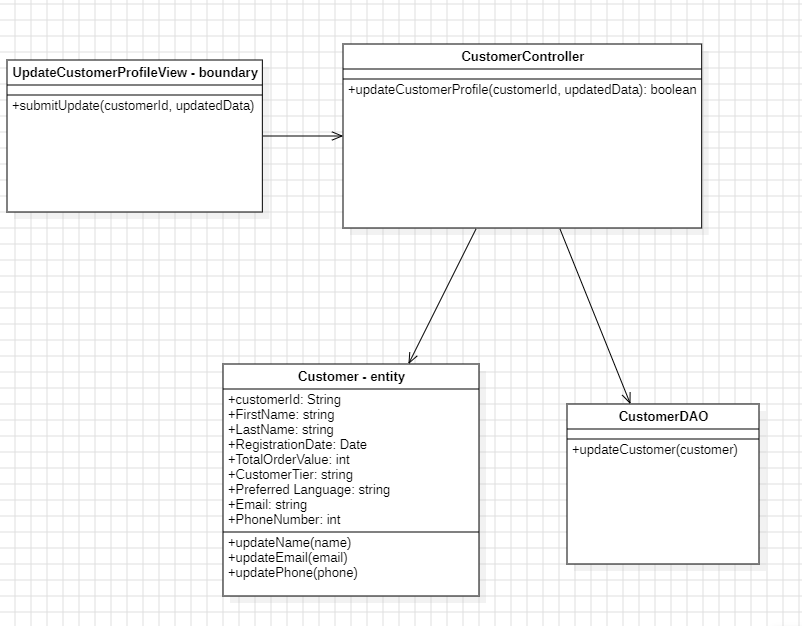 UpdateCustomerProfileView - boundary
+submitUpdate(customerId, updatedData)
CustomerController
+updateCustomerProfile(customerId, updatedData): boolean
Customer - entity
+customerId: String
+FirstName: string
+LastName: string
+RegistrationDate: Date
+TotalOrderValue: int
+CustomerTier: string
+Preferred Language: string
+Email: string
+PhoneNumber: int
+updateName(name)
+updateEmail(email)
+updatePhone(phone)
CustomerDAO
+updateCustomer(customer)